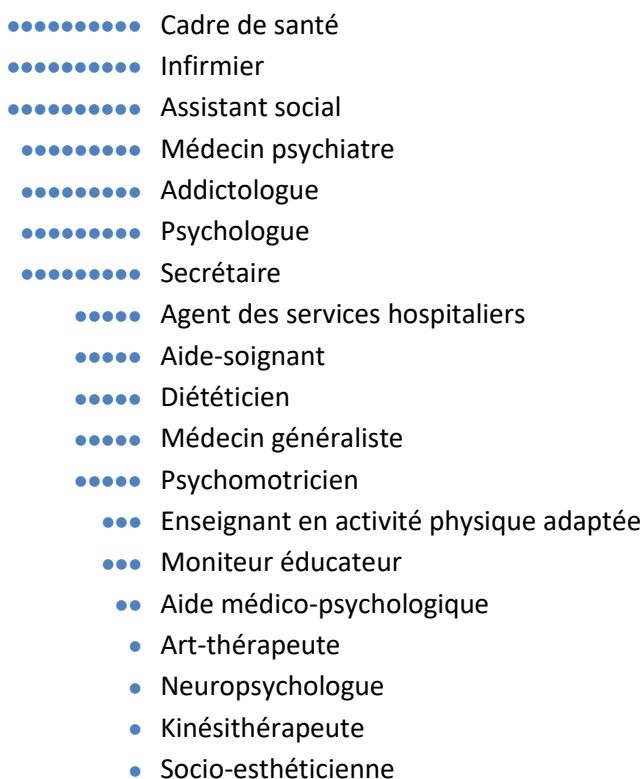 Cadre de santé
Infirmier
Assistant social
Médecin psychiatre
Addictologue
Psychologue
Secrétaire
Agent des services hospitaliers
Aide-soignant
Diététicien
Médecin généraliste
Psychomotricien
Enseignant en activité physique adaptée
Moniteur éducateur
Aide médico-psychologique
Art-thérapeute
Neuropsychologue
Kinésithérapeute
Socio-esthéticienne